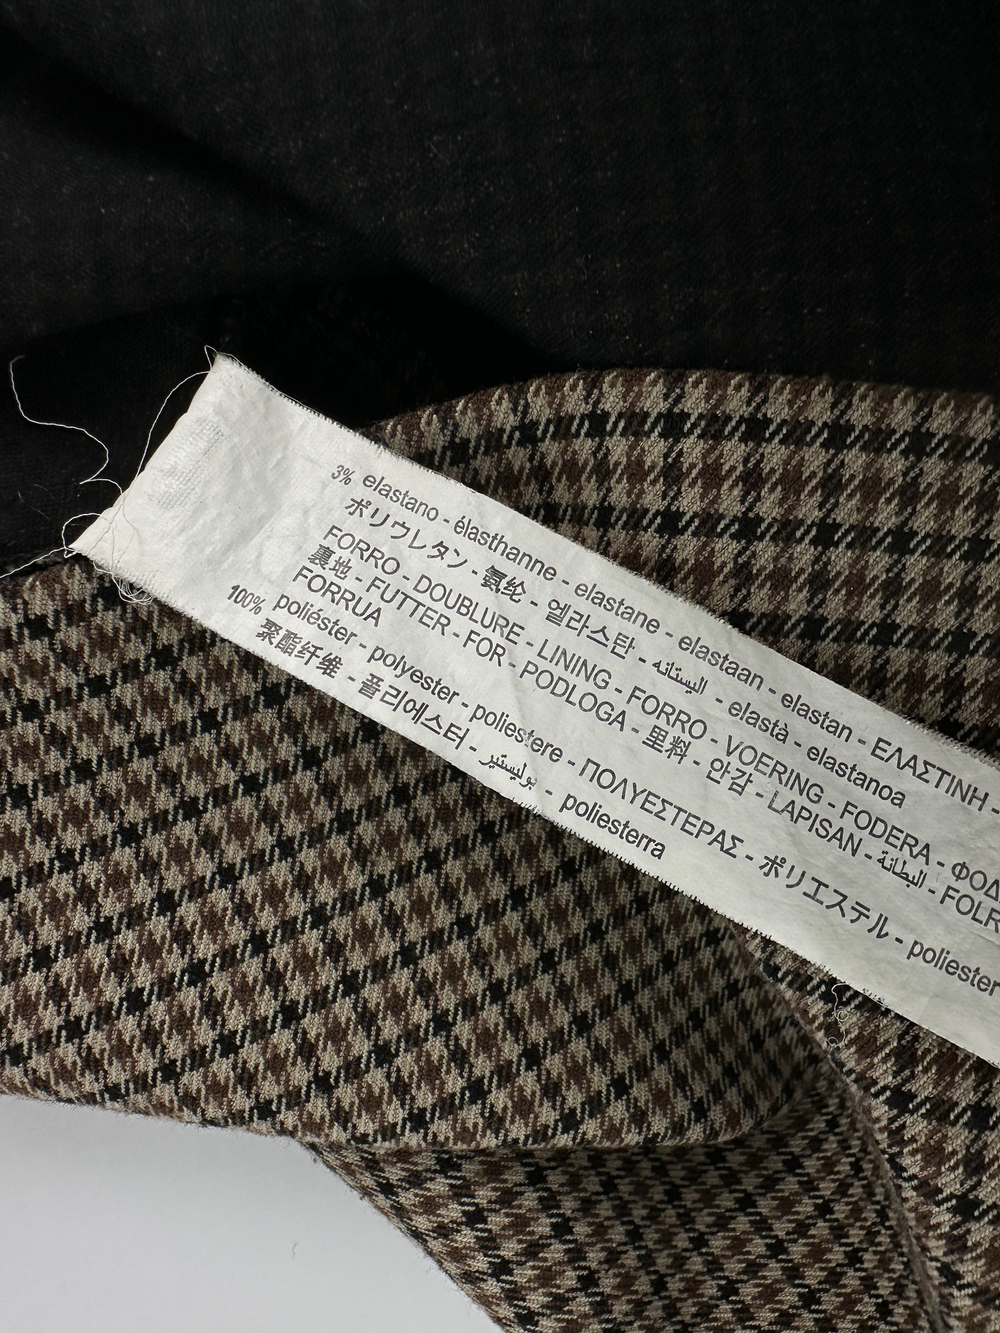 3% elastano - élasthanne - elastane - elastaan - elastan - ΕΛΑΣΤΙΝΗ -
ポリウレタン - 氨纶 - 엘라스탄 - اليستانه - elastà - elastanoa
FORRO - DOUBLURE - LINING - FORRO - VOERING - FODERA - ΦΟΔ
裏地 - FUTTER - FOR - PODLOGA - 里料 - 안감 - LAPISAN - البطانة - FOLR
FORRUA
100% poliéster - polyester - poliestere - ΠΟΛΥΕΣΤΕΡΑΣ - ポリエステル - poliester
聚酯纤维 - 폴리에스터 - بوليستير - poliesterra